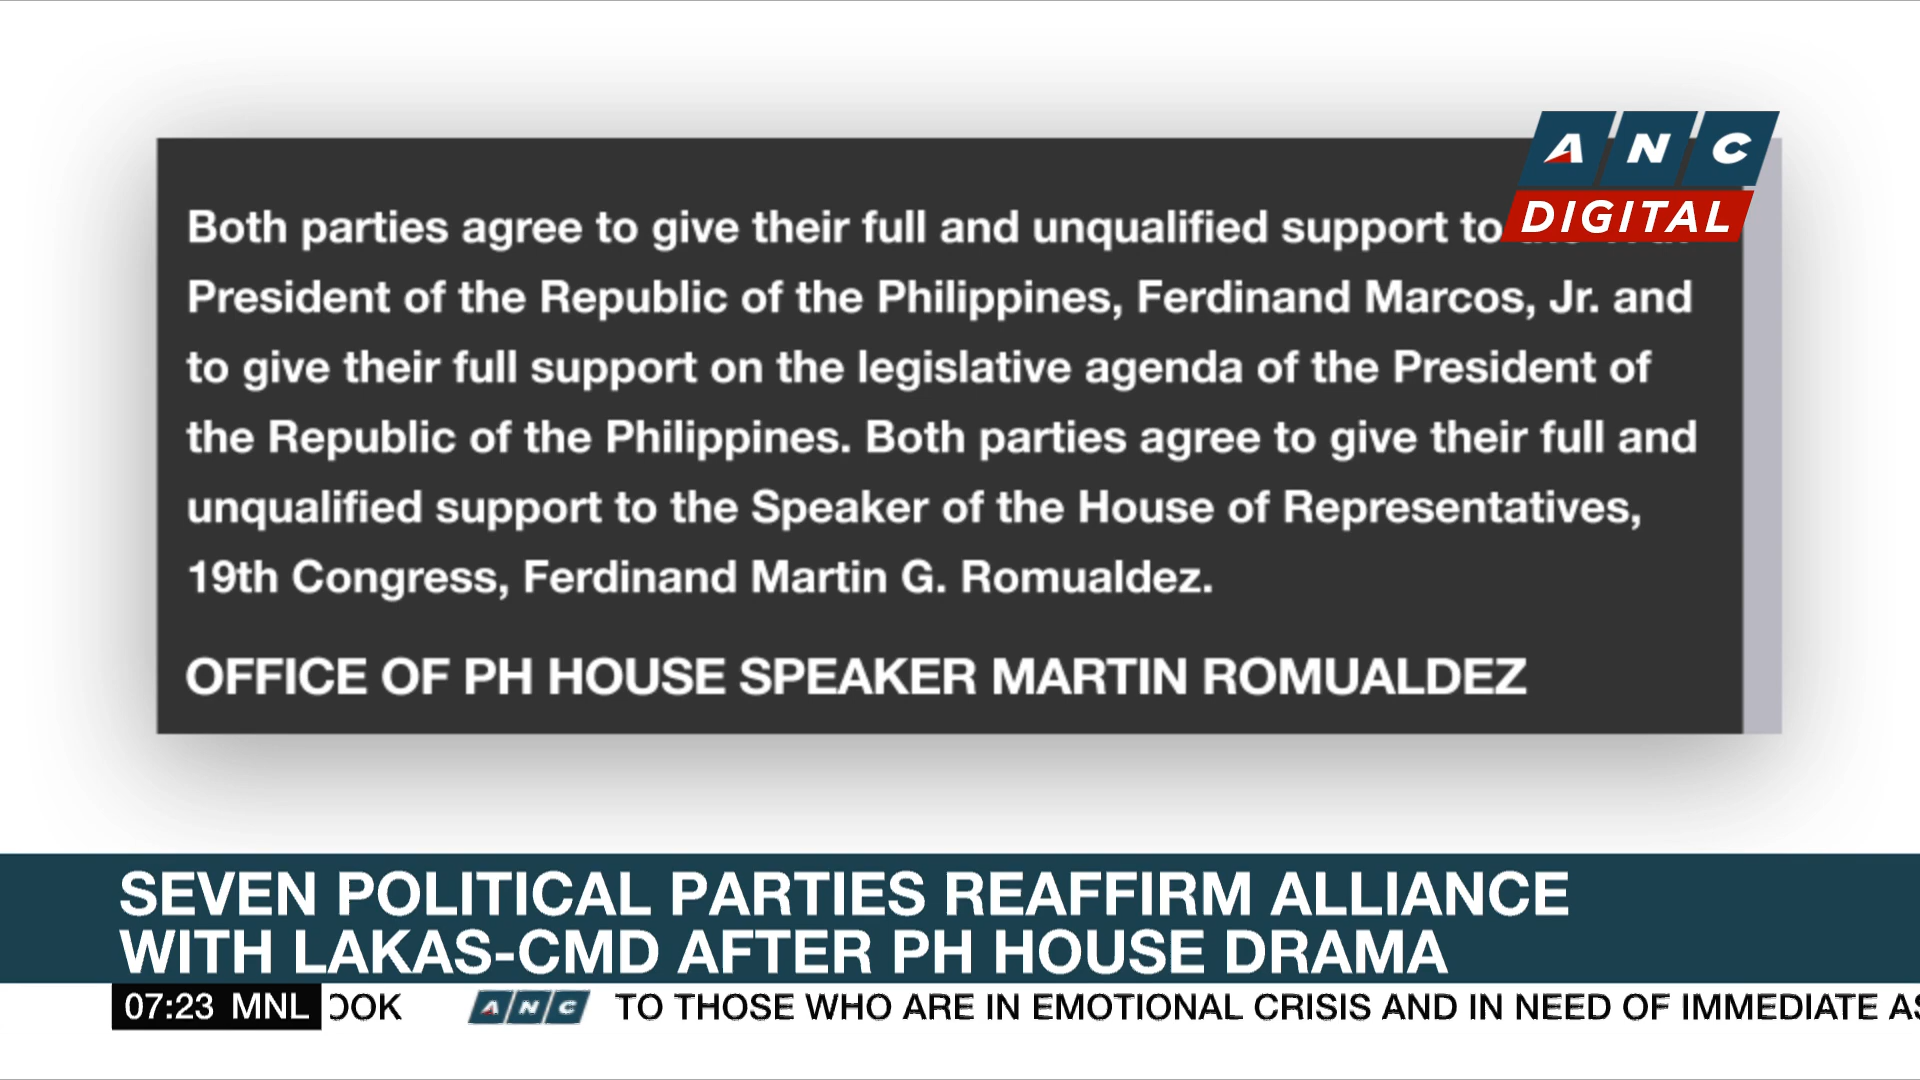 ANC
DIGITAL
Both parties agree to give their full and unqualified support to
President of the Republic of the Philippines, Ferdinand Marcos, Jr. and
to give their full support on the legislative agenda of the President of
the Republic of the Philippines. Both parties agree to give their full and
unqualified support to the Speaker of the House of Representatives,
19th Congress, Ferdinand Martin G. Romualdez.
OFFICE OF PH HOUSE SPEAKER MARTIN ROMUALDEZ
SEVEN POLITICAL PARTIES REAFFIRM ALLIANCE
WITH LAKAS-CMD AFTER PH HOUSE DRAMA
07:23 MNL OOK ANC TO THOSE WHO ARE IN EMOTIONAL CRISIS AND IN NEED OF IMMEDIATE AS